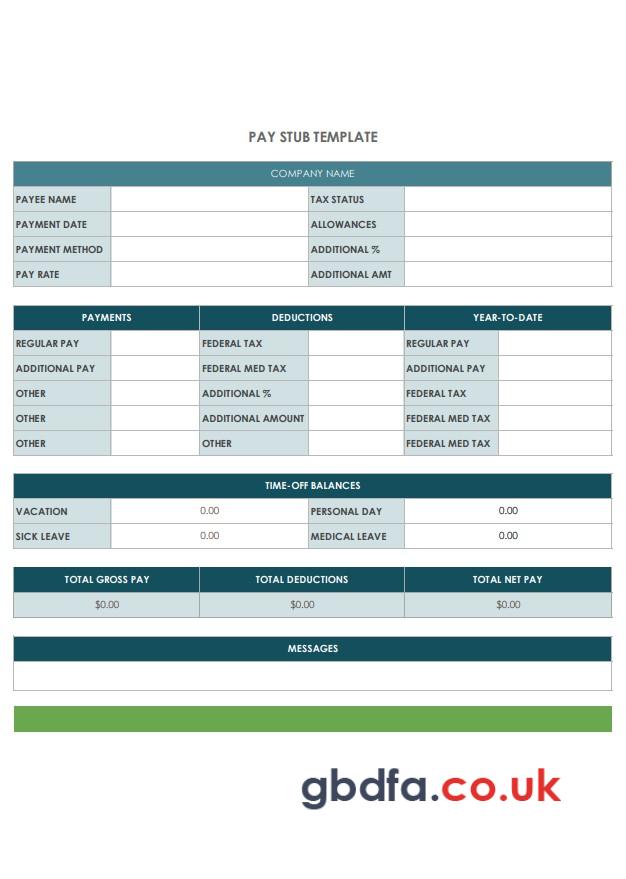 PAY STUB TEMPLATE
COMPANY NAME
PAYEE NAME TAX STATUS
PAYMENT DATE ALLOWANCES
PAYMENT METHOD ADDITIONAL %
PAY RATE ADDITIONAL AMT
PAYMENTS DEDUCTIONS YEAR-TO-DATE
REGULAR PAY FEDERAL TAX REGULAR PAY
ADDITIONAL PAY FEDERAL MED TAX ADDITIONAL PAY
OTHER ADDITIONAL % FEDERAL TAX
OTHER ADDITIONAL AMOUNT FEDERAL MED TAX
OTHER OTHER FEDERAL MED TAX
TIME-OFF BALANCES
VACATION 0.00 PERSONAL DAY 0.00
SICK LEAVE 0.00 MEDICAL LEAVE 0.00
TOTAL GROSS PAY TOTAL DEDUCTIONS TOTAL NET PAY
$0.00 $0.00 $0.00
MESSAGES
gbdfa.co.uk